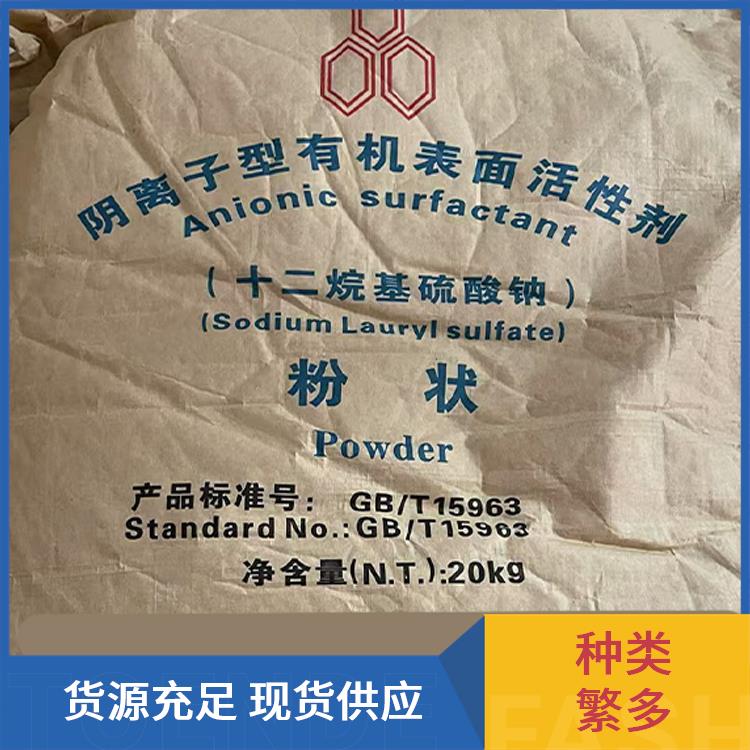 阴离子型有机表面活性剂
Anionic surfactant
(十二烷基硫酸钠)
(Sodium Lauryl sulfate)
粉 状
Powder
产品标准号: GB/T15963
Standard No.:GB/T15963
净含量(N.T.):20kg
货源充足 现货供应
种类
繁多